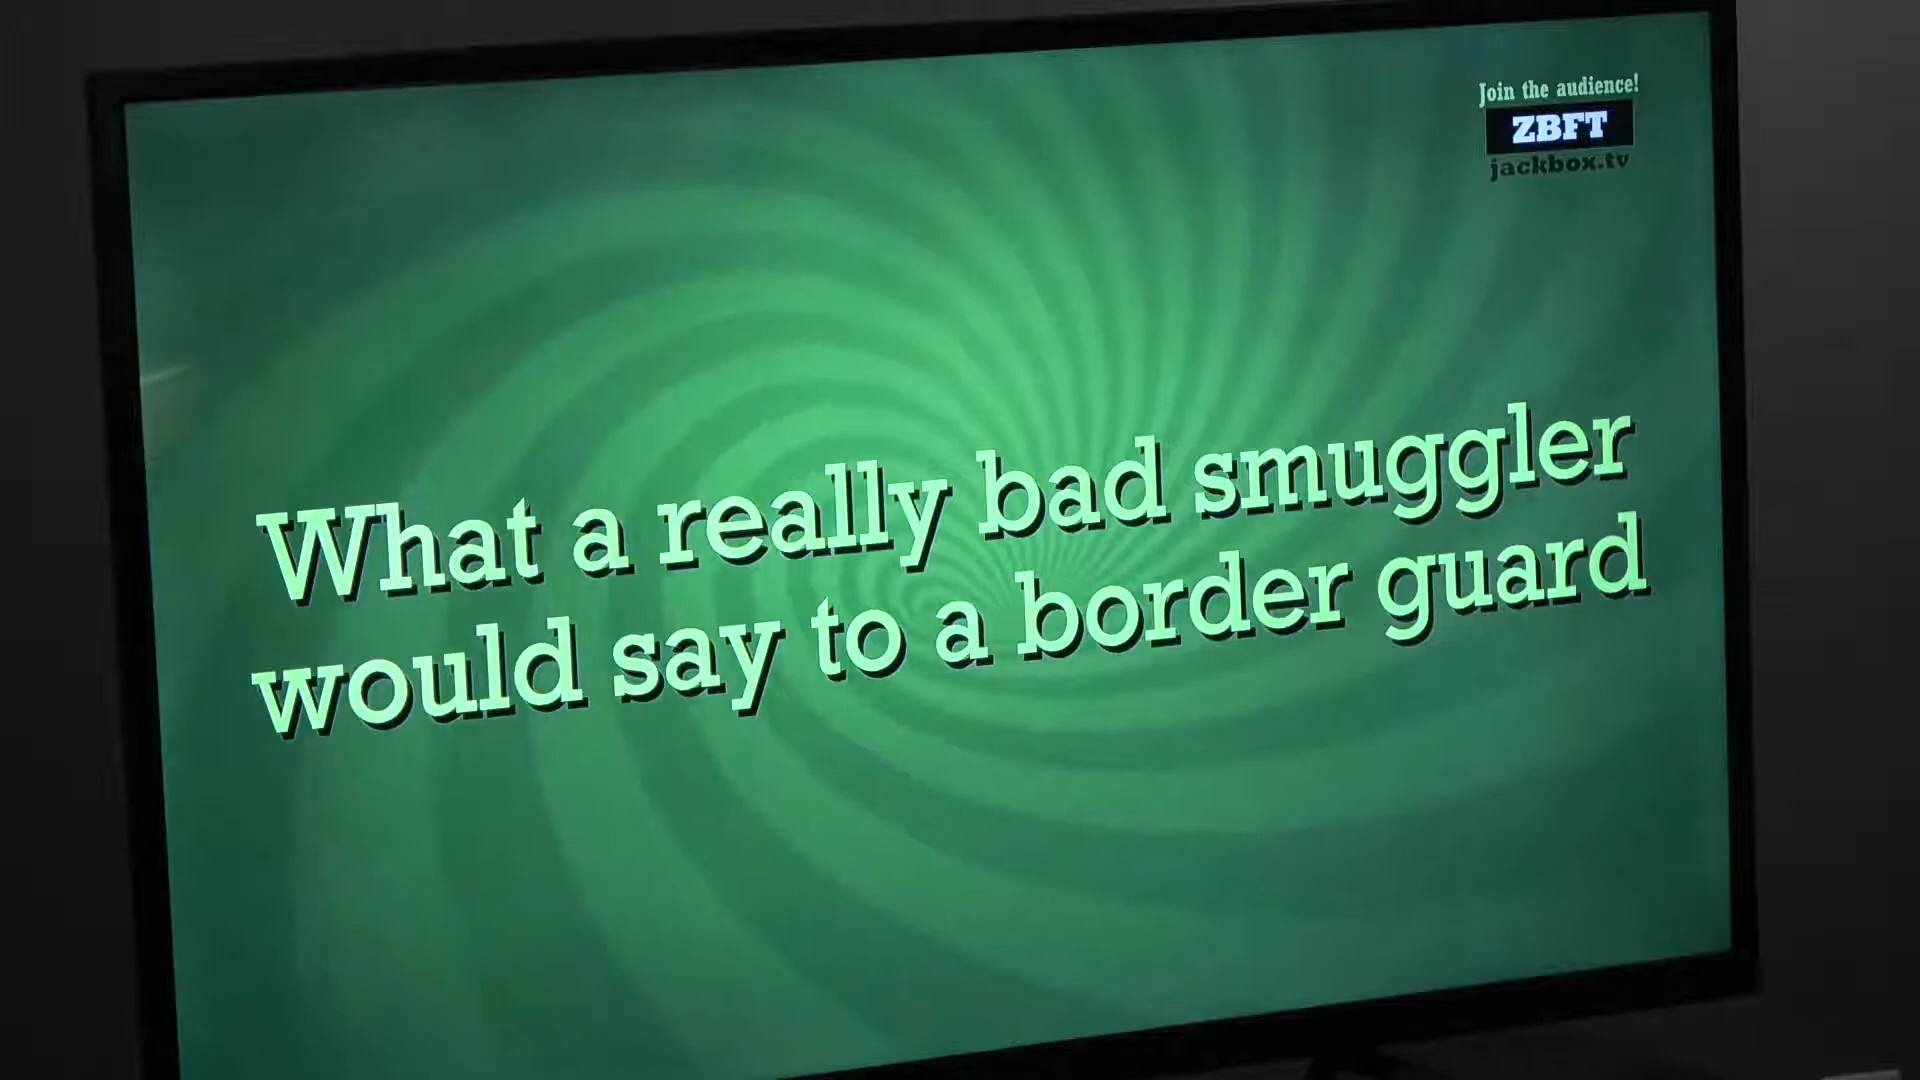 Join the audience!
ZBFT
jackbox.tv
What a really bad smuggler
would say to a border guard